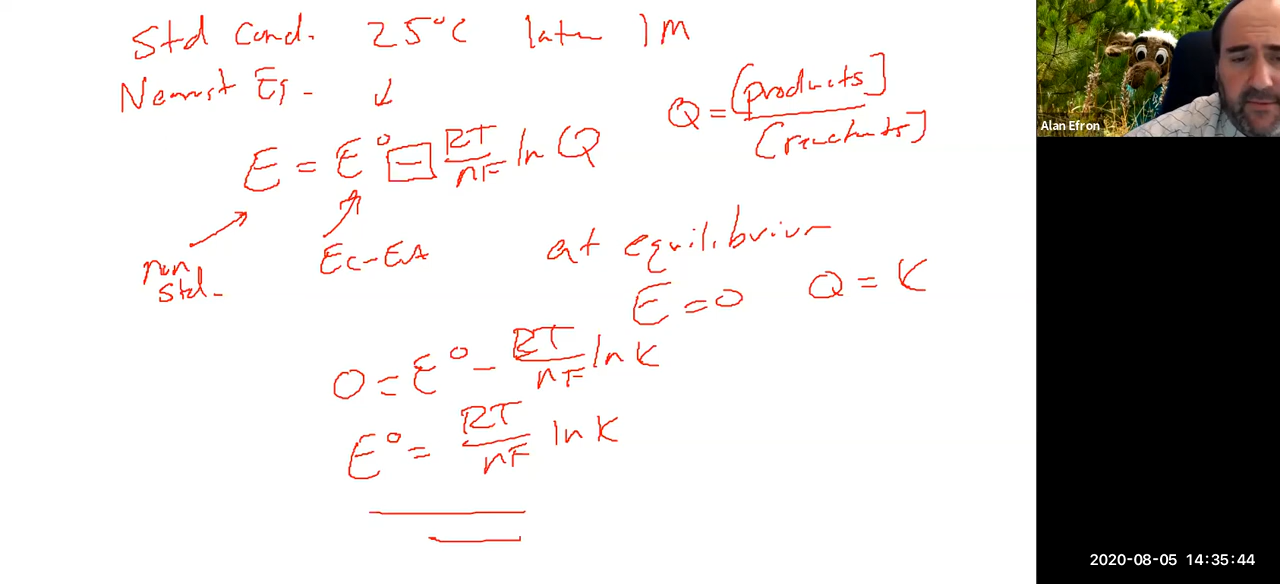 Std Cond. 25°C 1atm 1M
Nernst Eq.
E = E° - RT/nF ln Q
Q = [products]/[reactants]
non std.
Ec-EA
at equilibrium
E = 0 Q = K
0 = E° - RT/nF ln K
E° = RT/nF ln K
Alan Efron
2020-08-05 14:35:44